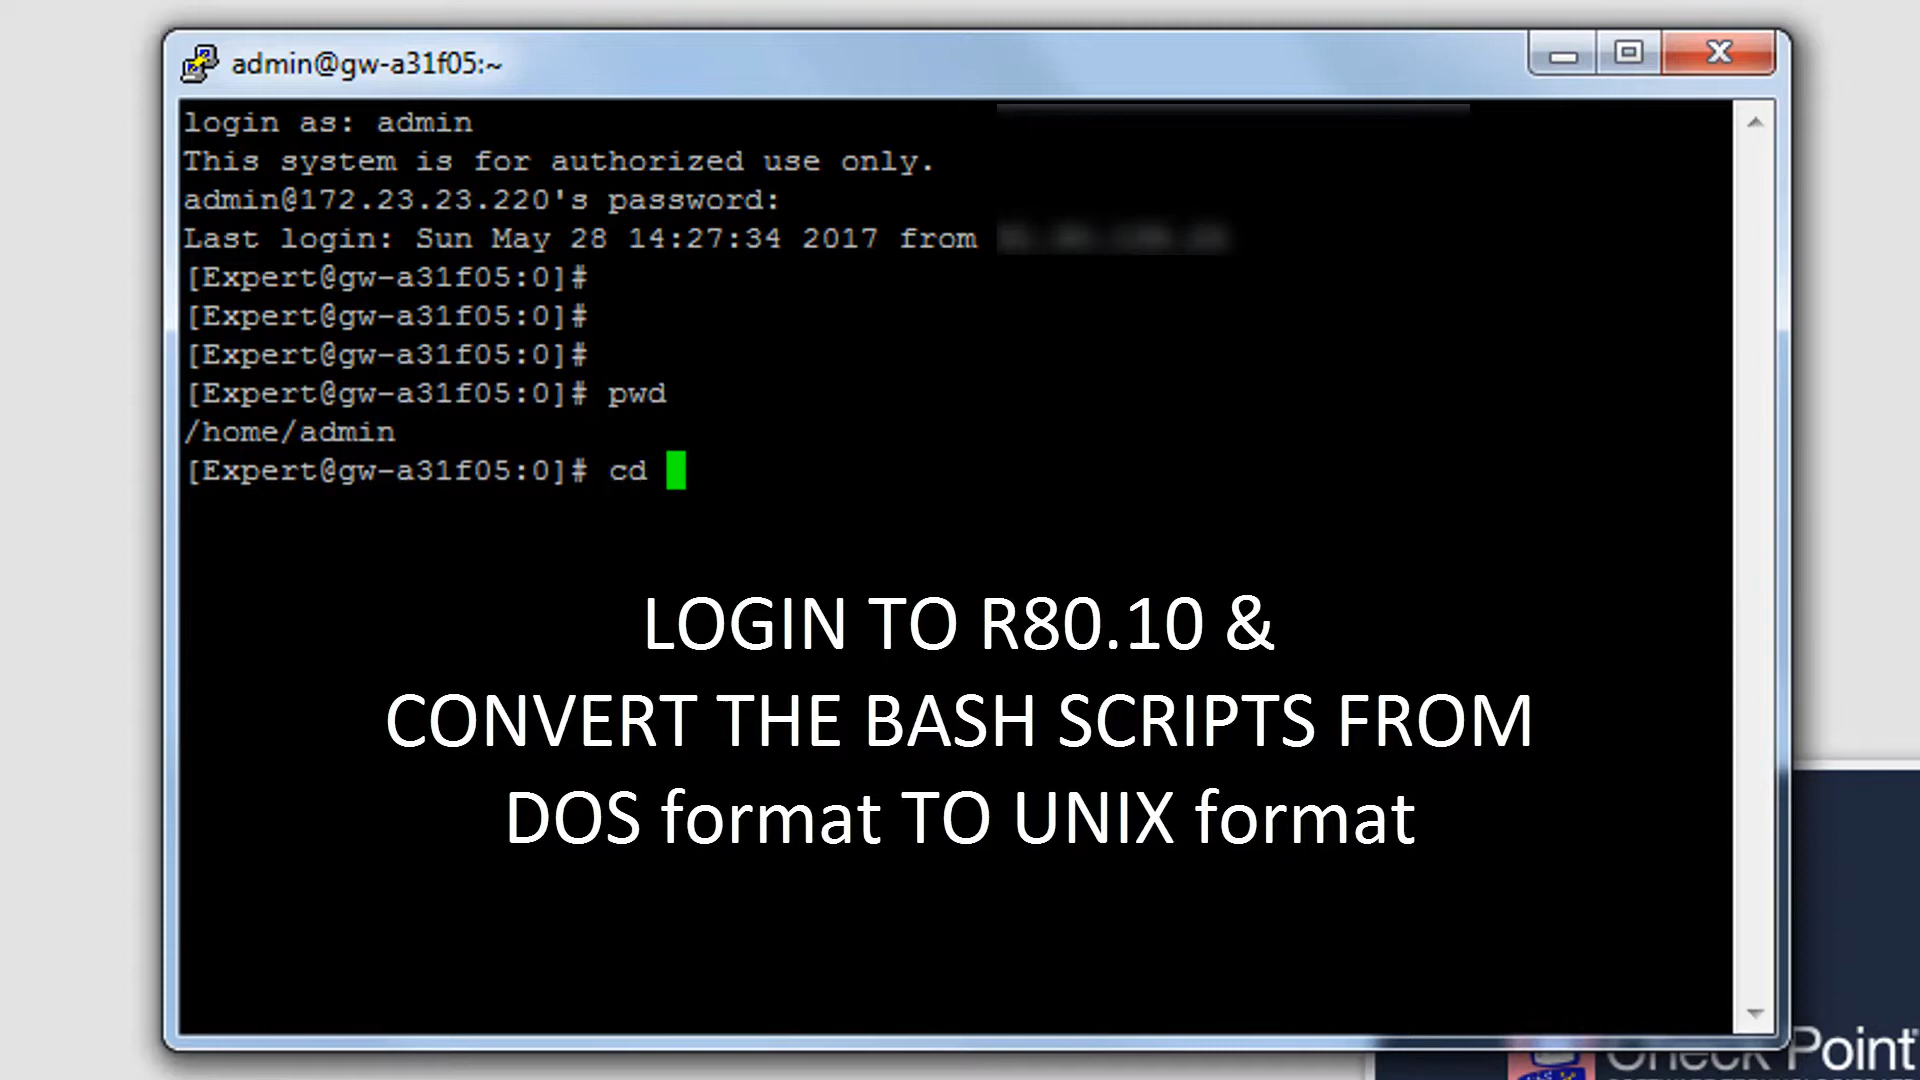 admin@gw-a31f05:~
login as: admin
This system is for authorized use only.
admin@172.23.23.220's password:
Last login: Sun May 28 14:27:34 2017 from
[Expert@gw-a31f05:0]#
[Expert@gw-a31f05:0]#
[Expert@gw-a31f05:0]#
[Expert@gw-a31f05:0]# pwd
/home/admin
[Expert@gw-a31f05:0]# cd
LOGIN TO R80.10 &
CONVERT THE BASH SCRIPTS FROM
DOS format TO UNIX format
Check Point